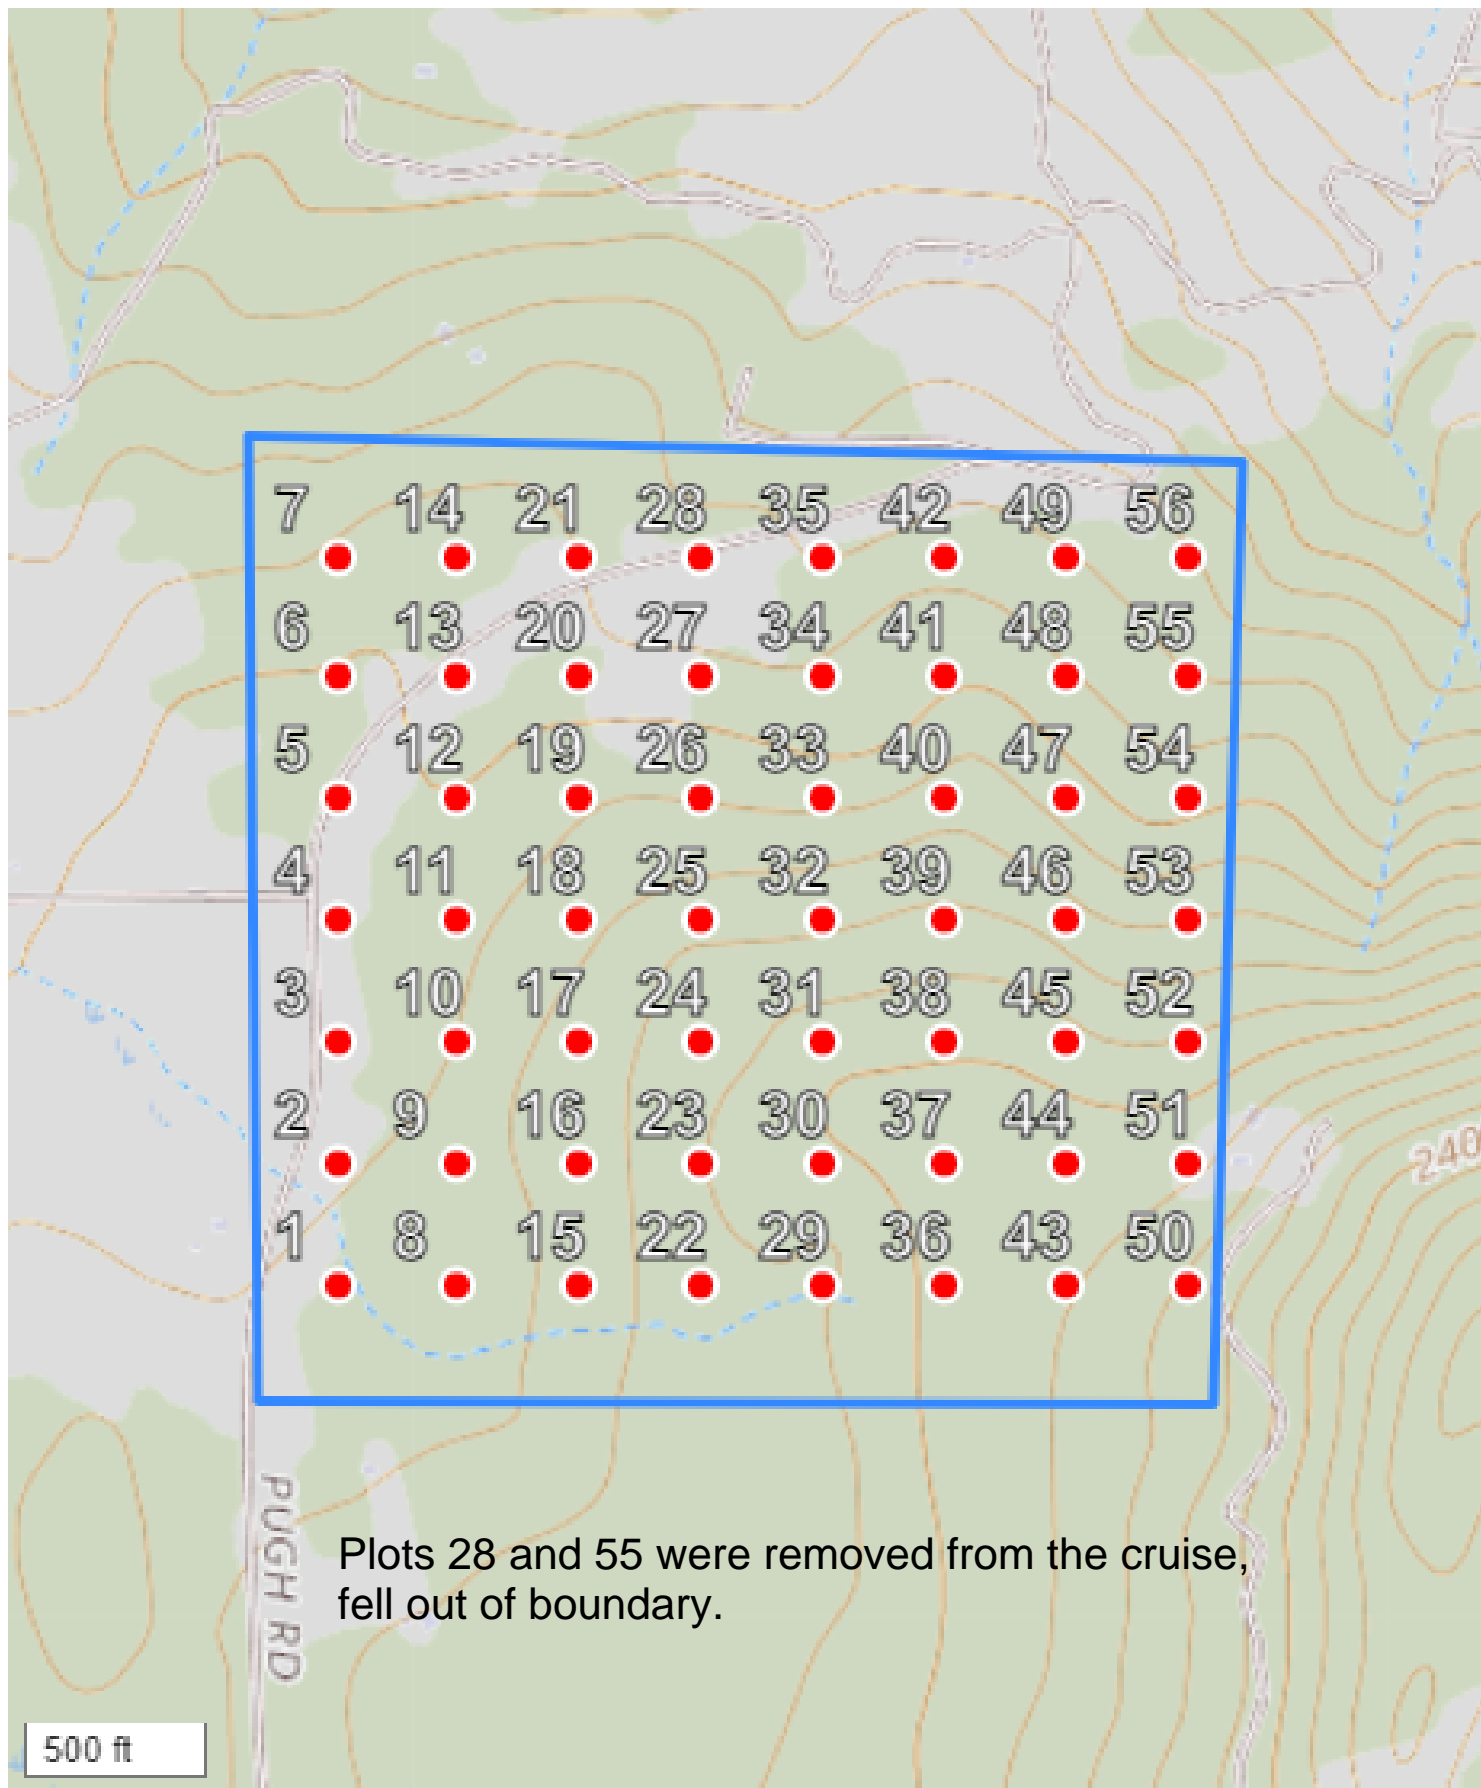 7 14 21 28 35 42 49 56
6 13 20 27 34 41 48 55
5 12 19 26 33 40 47 54
4 11 18 25 32 39 46 53
3 10 17 24 31 38 45 52
2 9 16 23 30 37 44 51
240
1 8 15 22 29 36 43 50
PUGH RD
Plots 28 and 55 were removed from the cruise,
fell out of boundary.
500 ft